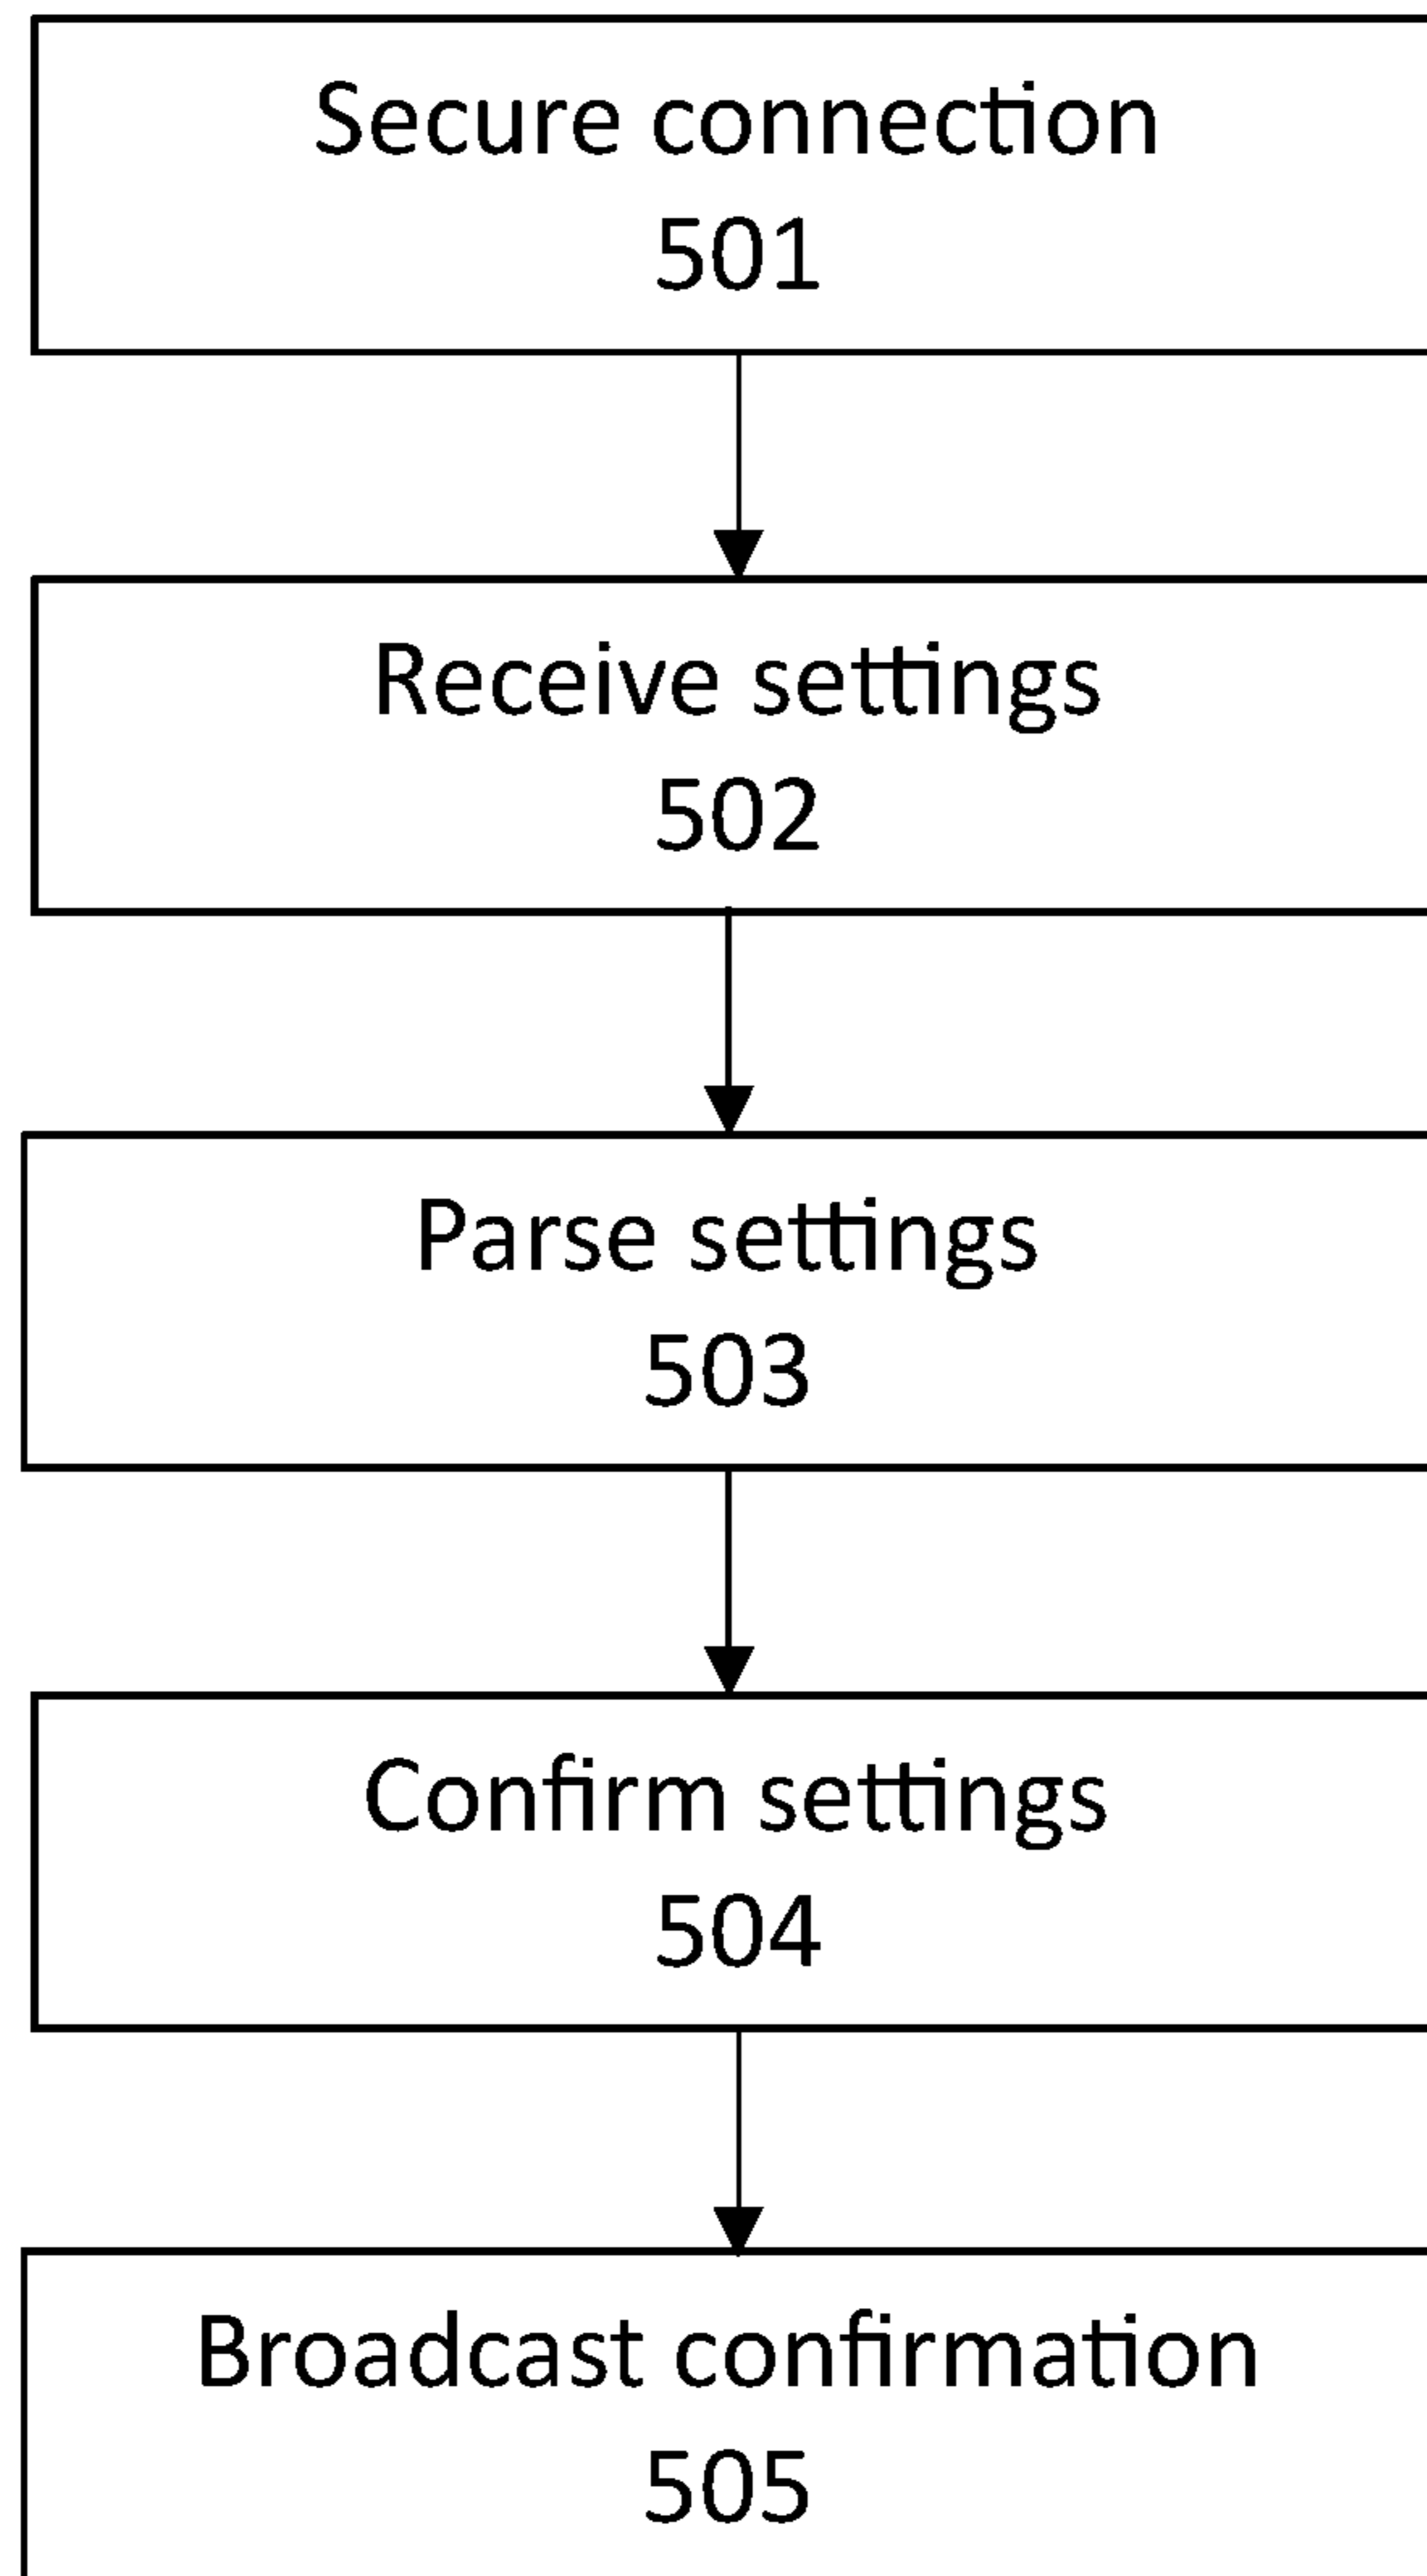 Secure connection
501
Receive settings
502
Parse settings
503
Confirm settings
504
Broadcast confirmation
505